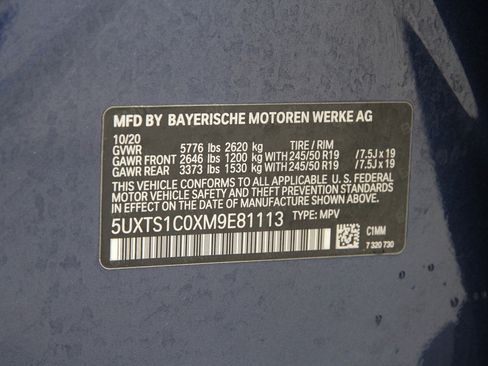 MFD BY BAYERISCHE MOTOREN WERKE AG
10/20
GVWR 5776 lbs 2620 kg TIRE / RIM
GAWR FRONT 2646 lbs 1200 kg WITH 245/50 R19 /7.5J x 19
GAWR REAR 3373 lbs 1530 kg WITH 245/50 R19 /7.5J x 19
THIS VEHICLE CONFORMS TO ALL APPLICABLE U. S. FEDERAL
MOTOR VEHICLE SAFETY, BUMPER, AND THEFT PREVENTION
STANDARDS IN EFFECT ON THE DATE OF MANUFACTURE SHOWN ABOVE.
5UXTS1C0XM9E81113 TYPE: MPV
C1MM
7 320 730